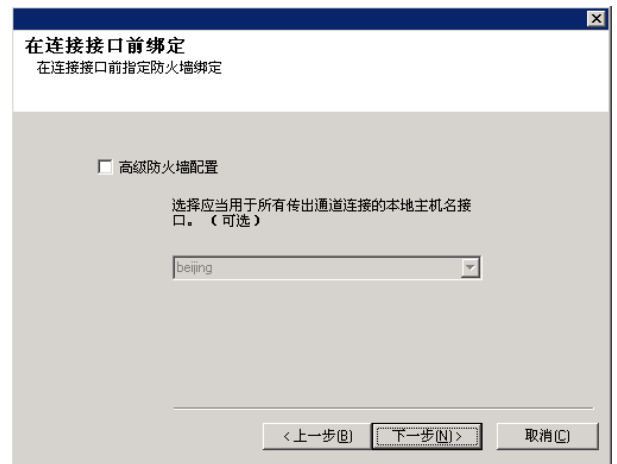 在连接接口前绑定
在连接接口前指定防火墙绑定
高级防火墙配置
选择应当用于所有传出通道连接的本地主机名接
口。（可选）
beijing
<上一步(B) 下一步(N)> 取消(C)